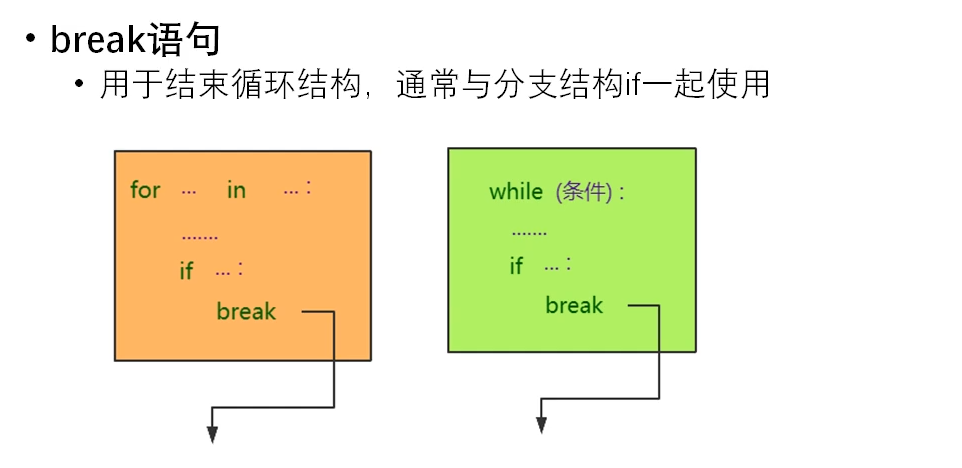 • break语句
• 用于结束循环结构，通常与分支结构if一起使用
for ... in ... :
.......
if ... :
break
while (条件) :
.......
if ... :
break